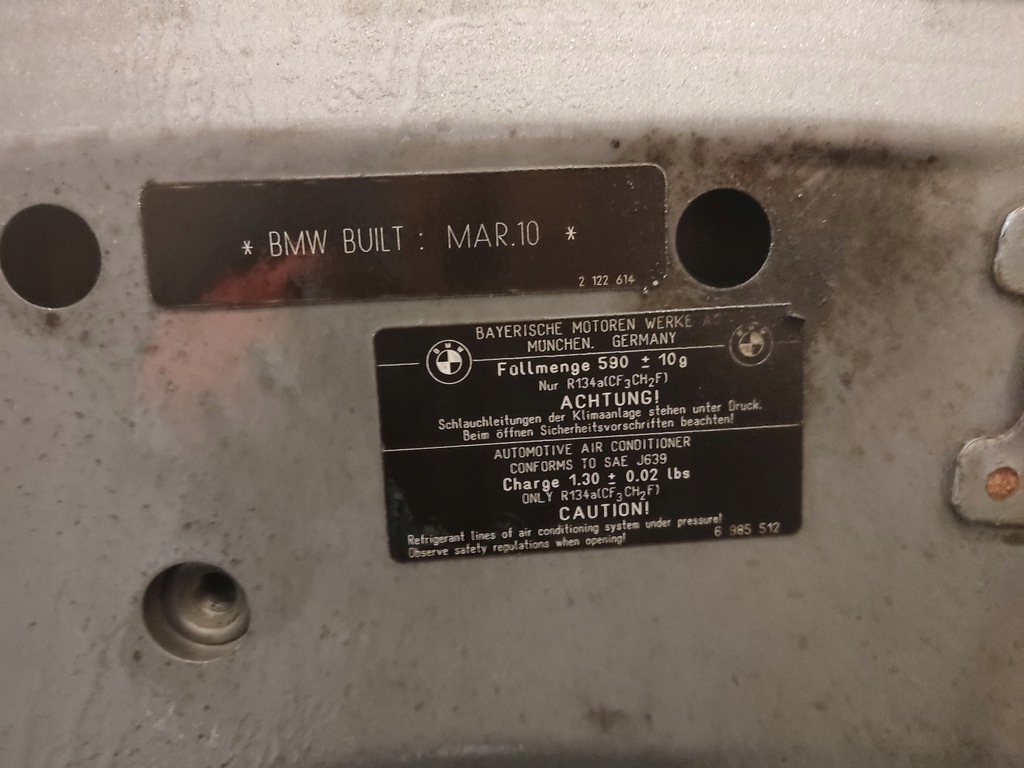 * BMW BUILT : MAR.10 *
2 122 614
BAYERISCHE MOTOREN WERKE AG
MÜNCHEN. GERMANY
BMW
Füllmenge 590 ± 10g
Nur R134a(CF3CH2F)
ACHTUNG!
Schlauchleitungen der Klimaanlage stehen unter Druck.
Beim öffnen Sicherheitsvorschriften beachten!
AUTOMOTIVE AIR CONDITIONER
CONFORMS TO SAE J639
Charge 1.30 ± 0.02 lbs
ONLY R134a(CF3CH2F)
CAUTION!
Refrigerant lines of air conditioning system under pressure!
Observe safety regulations when opening!
6 985 512